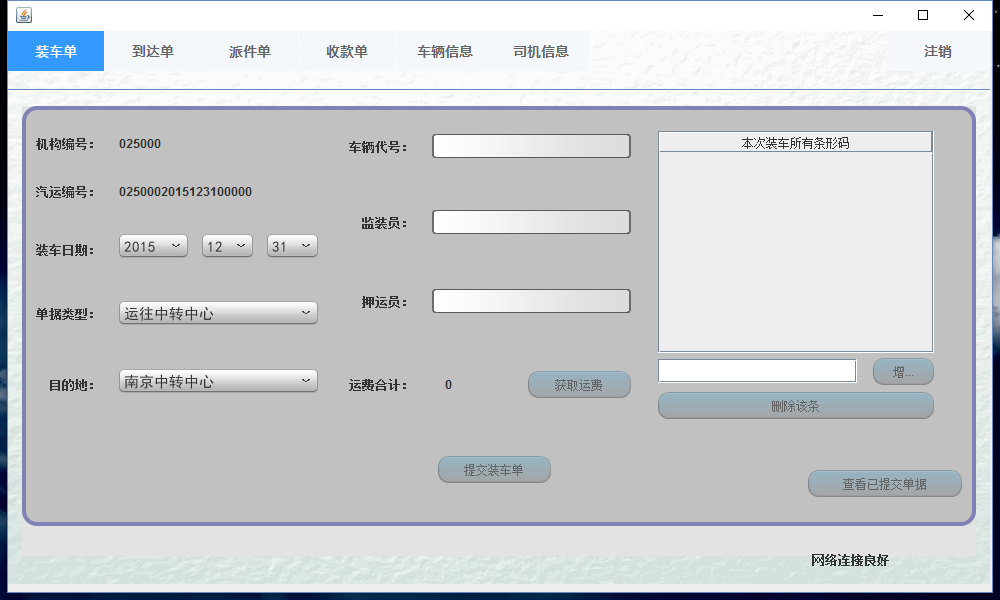 装车单 到达单 派件单 收款单 车辆信息 司机信息 注销
机构编号： 025000
汽运编号： 0250002015123100000
装车日期： 2015 12 31
单据类型： 运往中转中心
目的地： 南京中转中心
车辆代号：
监装员：
押运员：
运费合计： 0 获取运费
提交装车单
本次装车所有条形码
增...
删除该条
查看已提交单据
网络连接良好